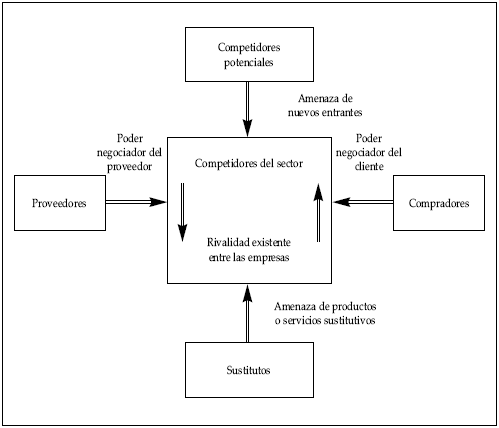 Competidores
potenciales
Amenaza de
nuevos entrantes
Poder
negociador del
proveedor
Poder
negociador del
cliente
Competidores del sector
Proveedores
Compradores
Rivalidad existente
entre las empresas
Amenaza de productos
o servicios sustitutivos
Sustitutos